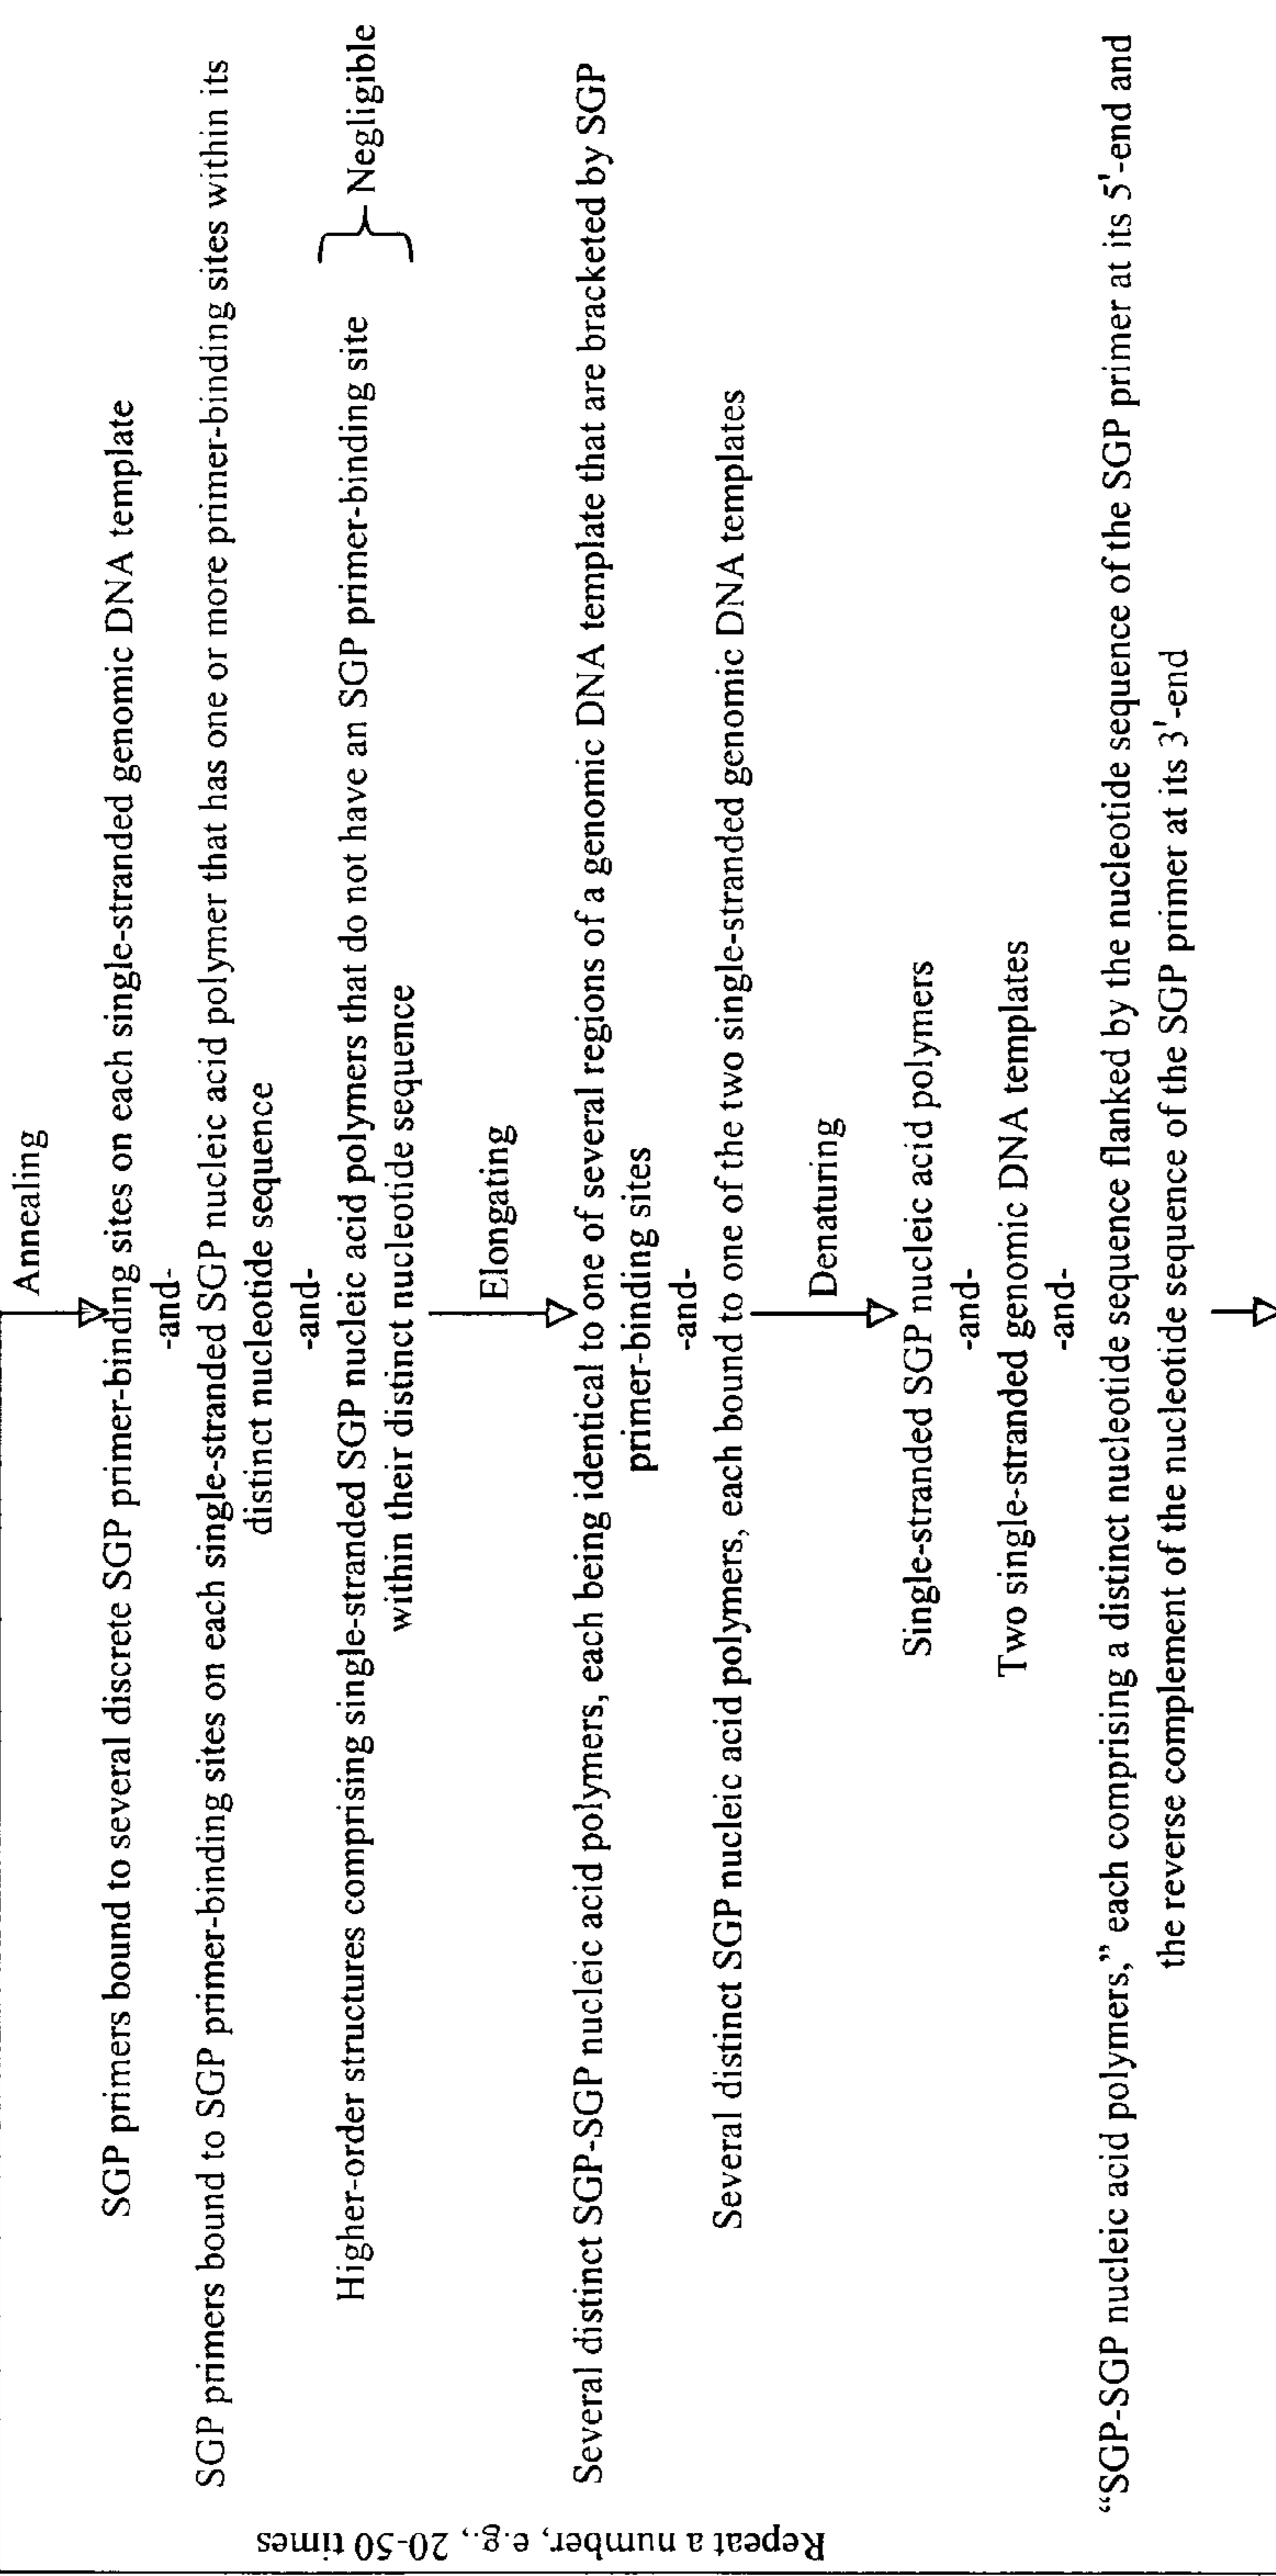 Annealing
SGP primers bound to several discrete SGP primer-binding sites on each single-stranded genomic DNA template
-and-
SGP primers bound to SGP primer-binding sites on each single-stranded SGP nucleic acid polymer that has one or more primer-binding sites within its
distinct nucleotide sequence
-and-
Higher-order structures comprising single-stranded SGP nucleic acid polymers that do not have an SGP primer-binding site
within their distinct nucleotide sequence
Negligible
Elongating
Several distinct SGP-SGP nucleic acid polymers, each being identical to one of several regions of a genomic DNA template that are bracketed by SGP
primer-binding sites
-and-
Several distinct SGP nucleic acid polymers, each bound to one of the two single-stranded genomic DNA templates
Denaturing
Single-stranded SGP nucleic acid polymers
-and-
Two single-stranded genomic DNA templates
-and-
“SGP-SGP nucleic acid polymers,” each comprising a distinct nucleotide sequence flanked by the nucleotide sequence of the SGP primer at its 5'-end and
the reverse complement of the nucleotide sequence of the SGP primer at its 3'-end
Repeat a number, e.g., 20-50 times